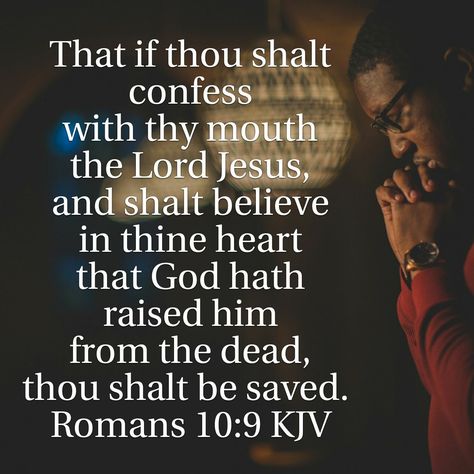 That if thou shalt
confess
with thy mouth
the Lord Jesus,
and shalt believe
in thine heart
that God hath
raised him
from the dead,
thou shalt be saved.
Romans 10:9 KJV